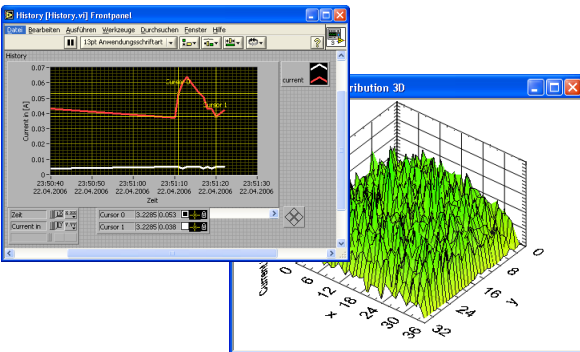 History [History.vi] Frontpanel
Datei Bearbeiten Ausführen Werkzeuge Durchsuchen Fenster Hilfe
13pt Anwendungsschriftart
?
3
History
0.07
0.06
0.05
0.04
0.03
0.02
0.01
0
Current in [A]
Cursor 0
Cursor 1
current
23:50:40 23:50:50 23:51:00 23:51:10 23:51:20 23:51:30
22.04.2006 22.04.2006 22.04.2006 22.04.2006 22.04.2006 22.04.2006
Zeit
Zeit
Current in
Cursor 0 3.2285 0.053
Cursor 1 3.2285 0.038
ribution 3D
Current
0 6 12 18 24 30 36
x
0 8 16 24 32
y